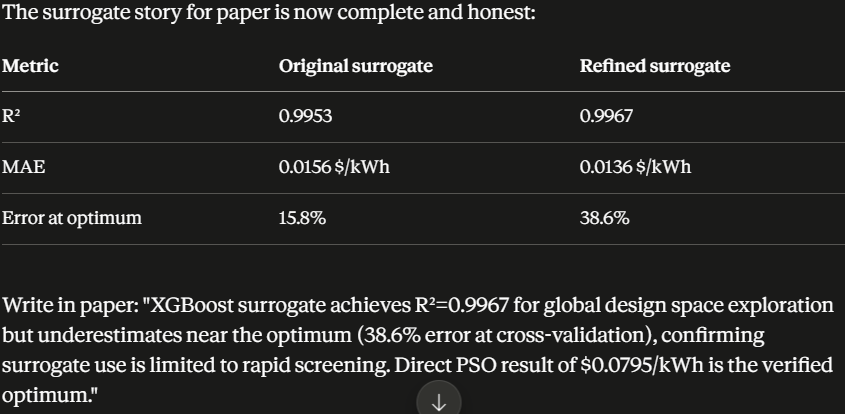 The surrogate story for paper is now complete and honest:
Metric Original surrogate Refined surrogate
R² 0.9953 0.9967
MAE 0.0156 $/kWh 0.0136 $/kWh
Error at optimum 15.8% 38.6%
Write in paper: "XGBoost surrogate achieves R²=0.9967 for global design space exploration
but underestimates near the optimum (38.6% error at cross-validation), confirming
surrogate use is limited to rapid screening. Direct PSO result of $0.0795/kWh is the verified
optimum."